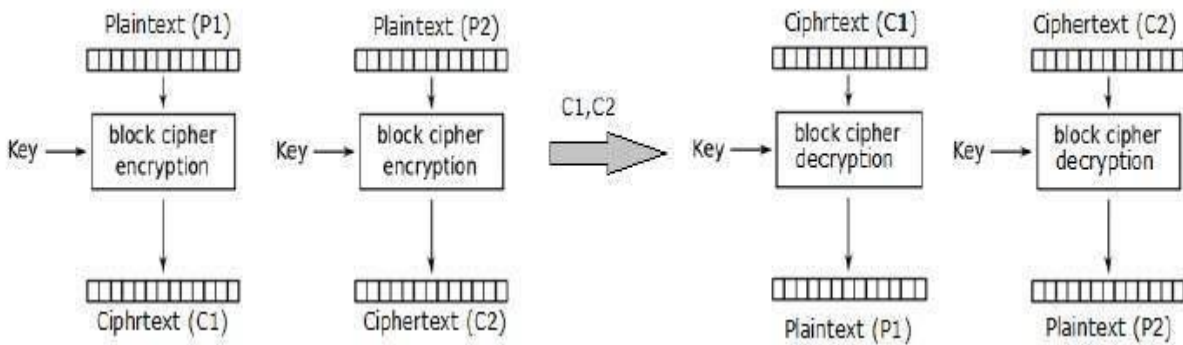 Plaintext (P1)
Plaintext (P2)
Ciphrtext (C1)
Ciphertext (C2)
Key
block cipher
encryption
Key
block cipher
encryption
C1,C2
Key
block cipher
decryption
Key
block cipher
decryption
Ciphrtext (C1)
Ciphertext (C2)
Plaintext (P1)
Plaintext (P2)